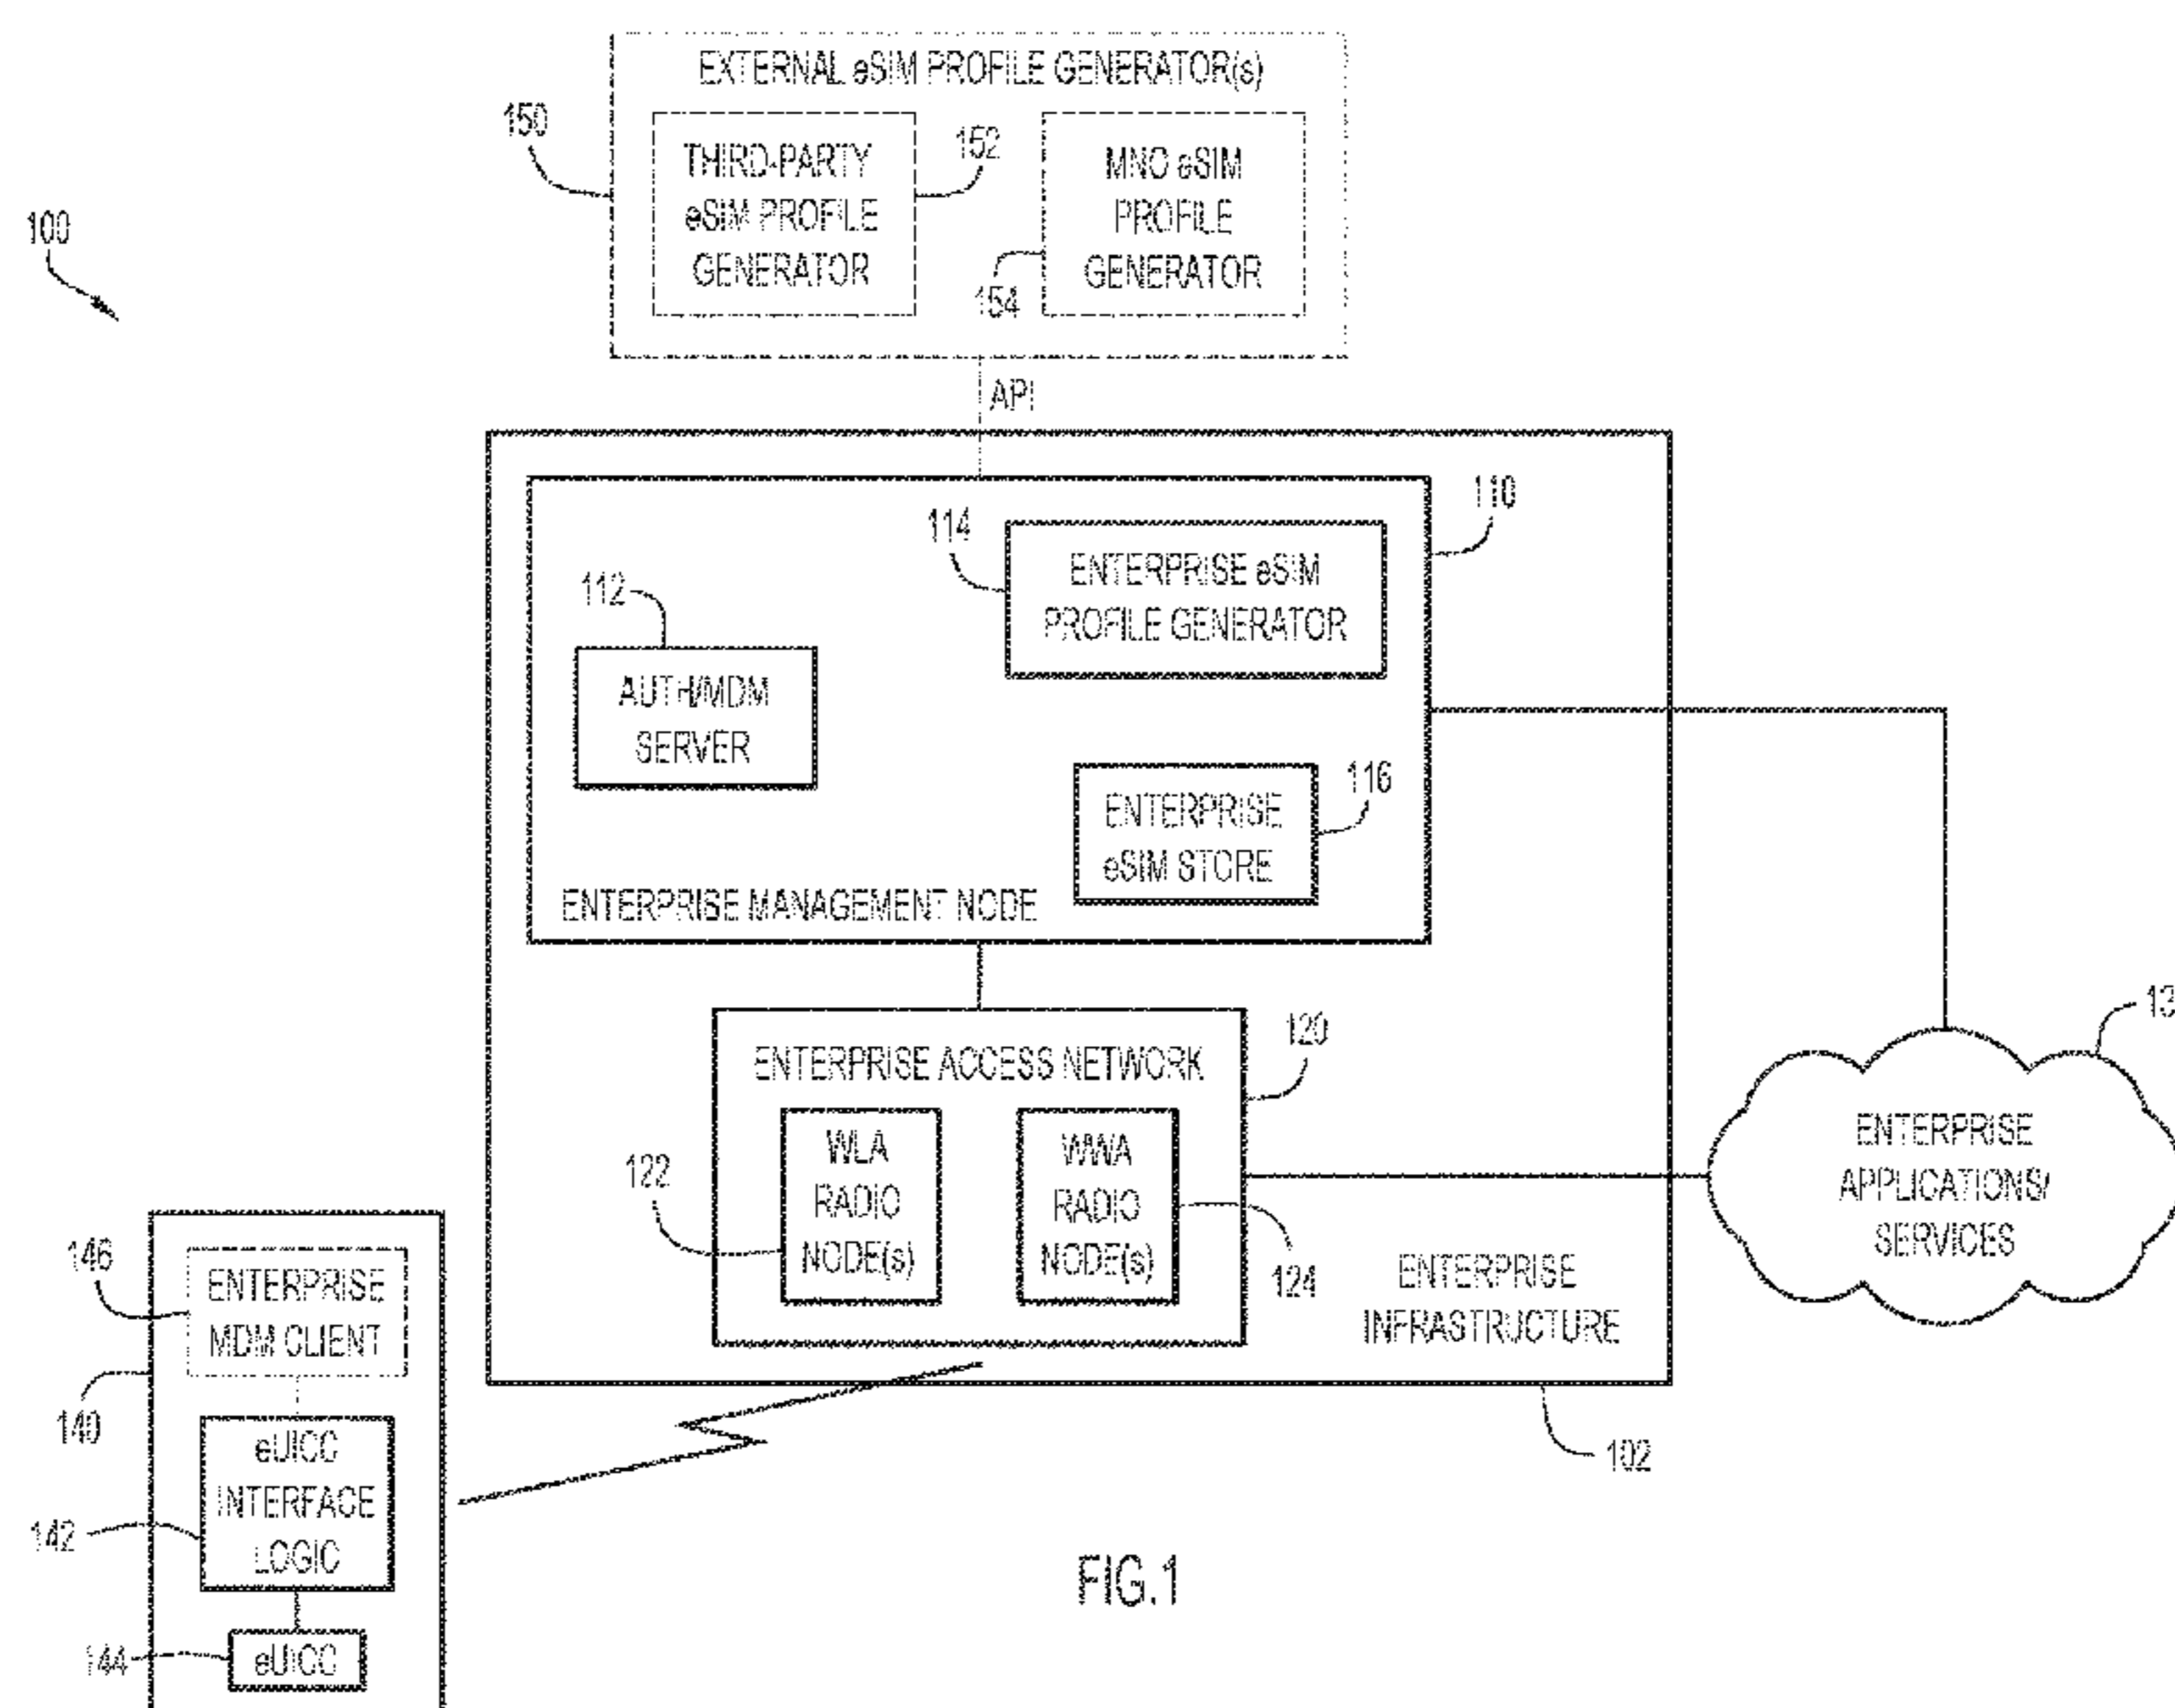 EXTERNAL eSIM PROFILE GENERATOR(s)
150
THIRD-PARTY
eSIM PROFILE
GENERATOR
152
MNO eSIM
PROFILE
GENERATOR
154
100
API
110
114
ENTERPRISE eSIM
PROFILE GENERATOR
112
AUTH/MDM
SERVER
116
ENTERPRISE
eSIM STORE
ENTERPRISE MANAGEMENT NODE
120
ENTERPRISE ACCESS NETWORK
122
WLA
RADIO
NODE(s)
WWA
RADIO
NODE(s)
124
13
ENTERPRISE
APPLICATIONS/
SERVICES
ENTERPRISE
INFRASTRUCTURE
102
146
ENTERPRISE
MDM CLIENT
140
eUICC
INTERFACE
LOGIC
142
144
eUICC
FIG.1